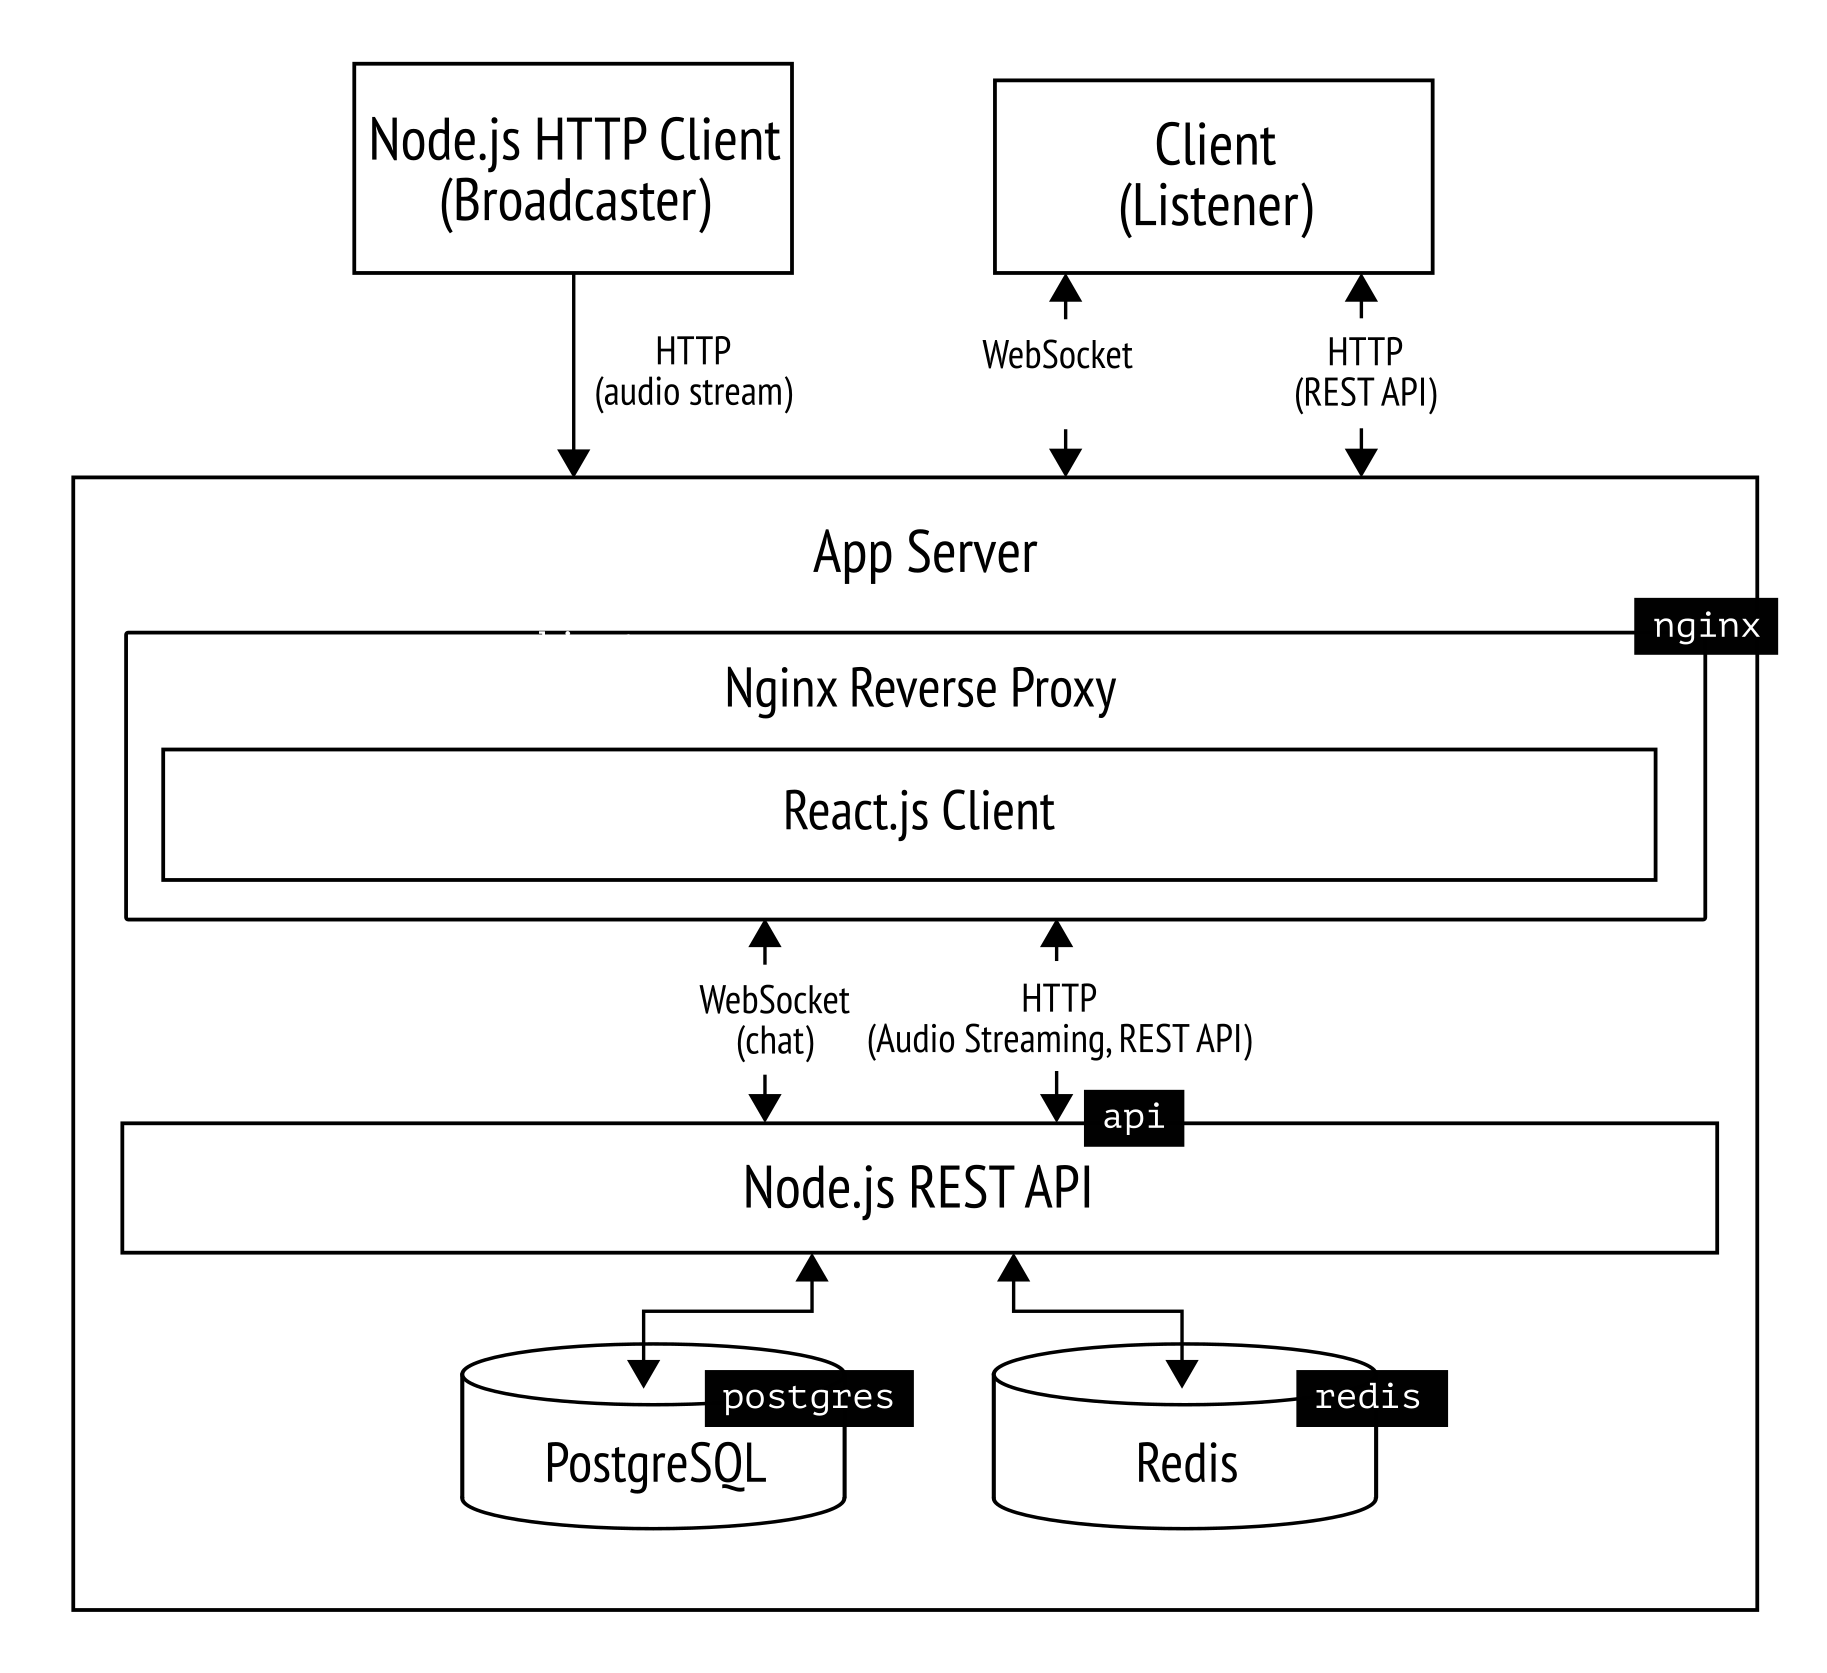 Node.js HTTP Client
(Broadcaster)
Client
(Listener)
HTTP
(audio stream)
WebSocket
HTTP
(REST API)
App Server
nginx
Nginx Reverse Proxy
React.js Client
WebSocket
(chat)
HTTP
(Audio Streaming, REST API)
api
Node.js REST API
postgres
PostgreSQL
redis
Redis